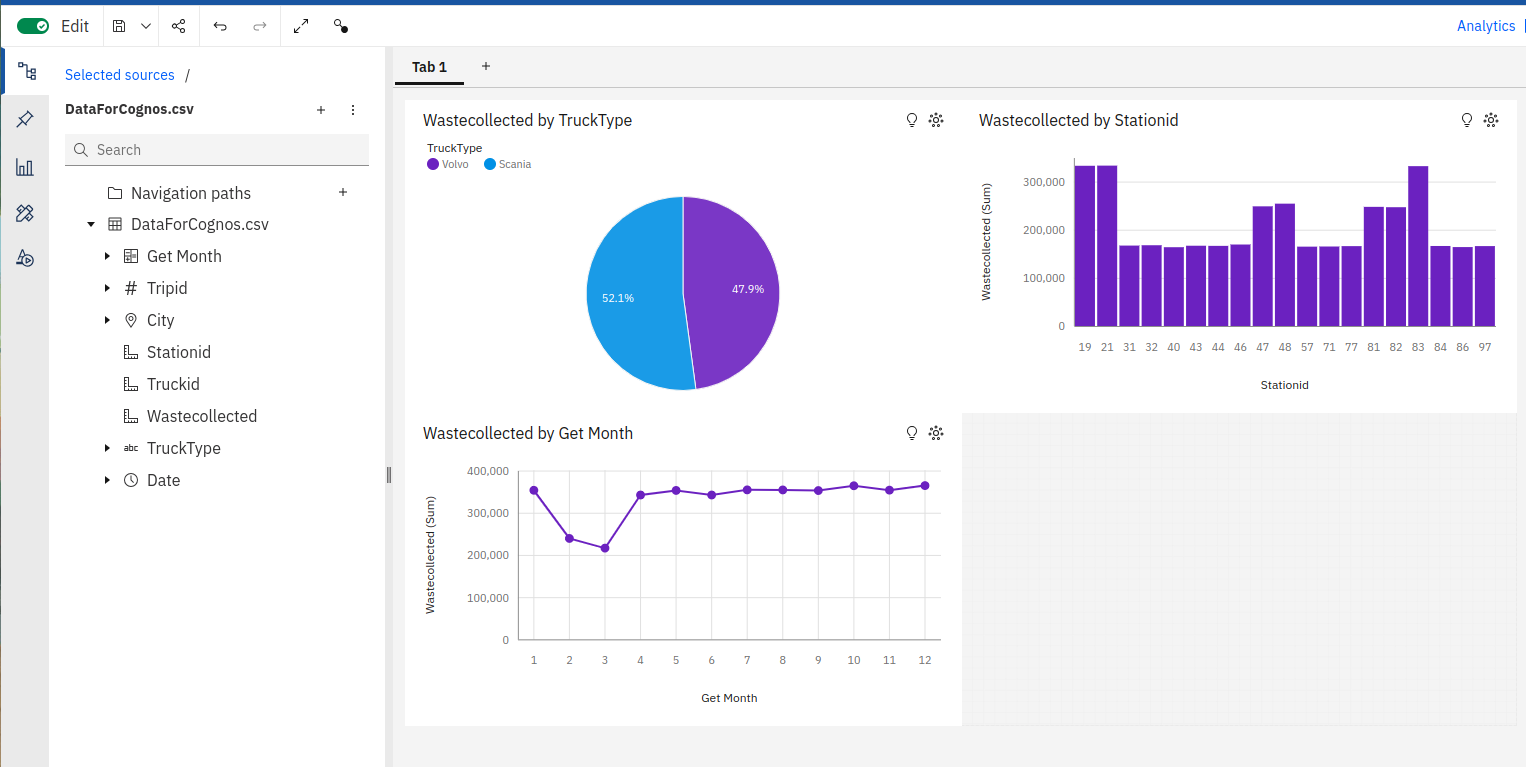 Edit
Analytics
Selected sources /
DataForCognos.csv
Search
Navigation paths
DataForCognos.csv
Get Month
# Tripid
City
Stationid
Truckid
Wastecollected
abc TruckType
Date
Tab 1 +
Wastecollected by TruckType
TruckType
Volvo Scania
52.1%
47.9%
Wastecollected by Stationid
Wastecollected (Sum)
300,000
200,000
100,000
0
19 21 31 32 40 43 44 46 47 48 57 71 77 81 82 83 84 86 97
Stationid
Wastecollected by Get Month
Wastecollected (Sum)
400,000
300,000
200,000
100,000
0
1 2 3 4 5 6 7 8 9 10 11 12
Get Month